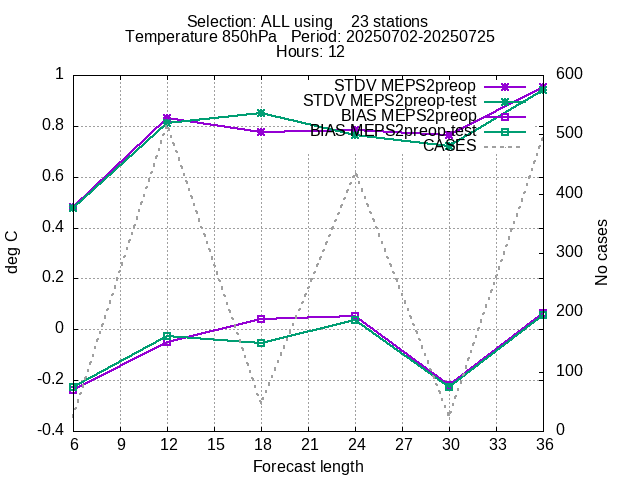 Selection: ALL using    23 stations
Temperature 850hPa   Period: 20250702-20250725
Hours: 12
STDV MEPS2preop
STDV MEPS2preop-test
BIAS MEPS2preop
BIAS MEPS2preop-test
CASES
deg C
1
0.8
0.6
0.4
0.2
0
-0.2
-0.4
No cases
600
500
400
300
200
100
0
6 9 12 15 18 21 24 27 30 33 36
Forecast length